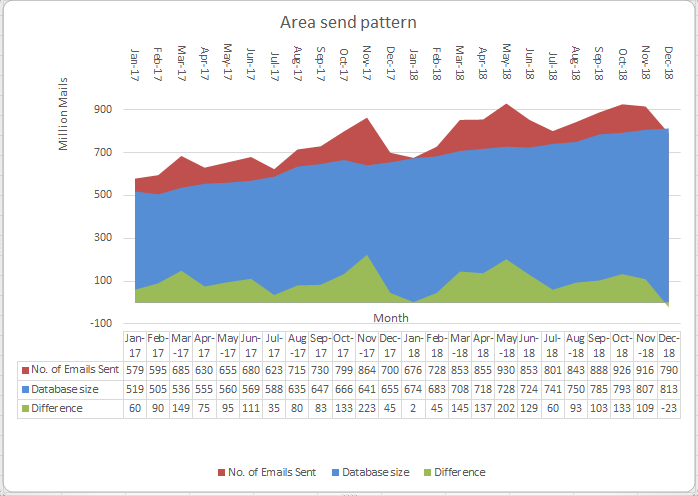 Area send pattern
Jan-17 Feb-17 Mar-17 Apr-17 May-17 Jun-17 Jul-17 Aug-17 Sep-17 Oct-17 Nov-17 Dec-17 Jan-18 Feb-18 Mar-18 Apr-18 May-18 Jun-18 Jul-18 Aug-18 Sep-18 Oct-18 Nov-18 Dec-18
Million Mails
900
700
500
300
100
-100
Month
Jan-17 Feb-17 Mar-17 Apr-17 May-17 Jun-17 Jul-17 Aug-17 Sep-17 Oct-17 Nov-17 Dec-17 Jan-18 Feb-18 Mar-18 Apr-18 May-18 Jun-18 Jul-18 Aug-18 Sep-18 Oct-18 Nov-18 Dec-18
No. of Emails Sent 579 595 685 630 655 680 623 715 730 799 864 700 676 728 853 855 930 853 801 843 888 926 916 790
Database size 519 505 536 555 560 569 588 635 647 666 641 655 674 683 708 718 728 724 741 750 785 793 807 813
Difference 60 90 149 75 95 111 35 80 83 133 223 45 2 45 145 137 202 129 60 93 103 133 109 -23
No. of Emails Sent Database size Difference